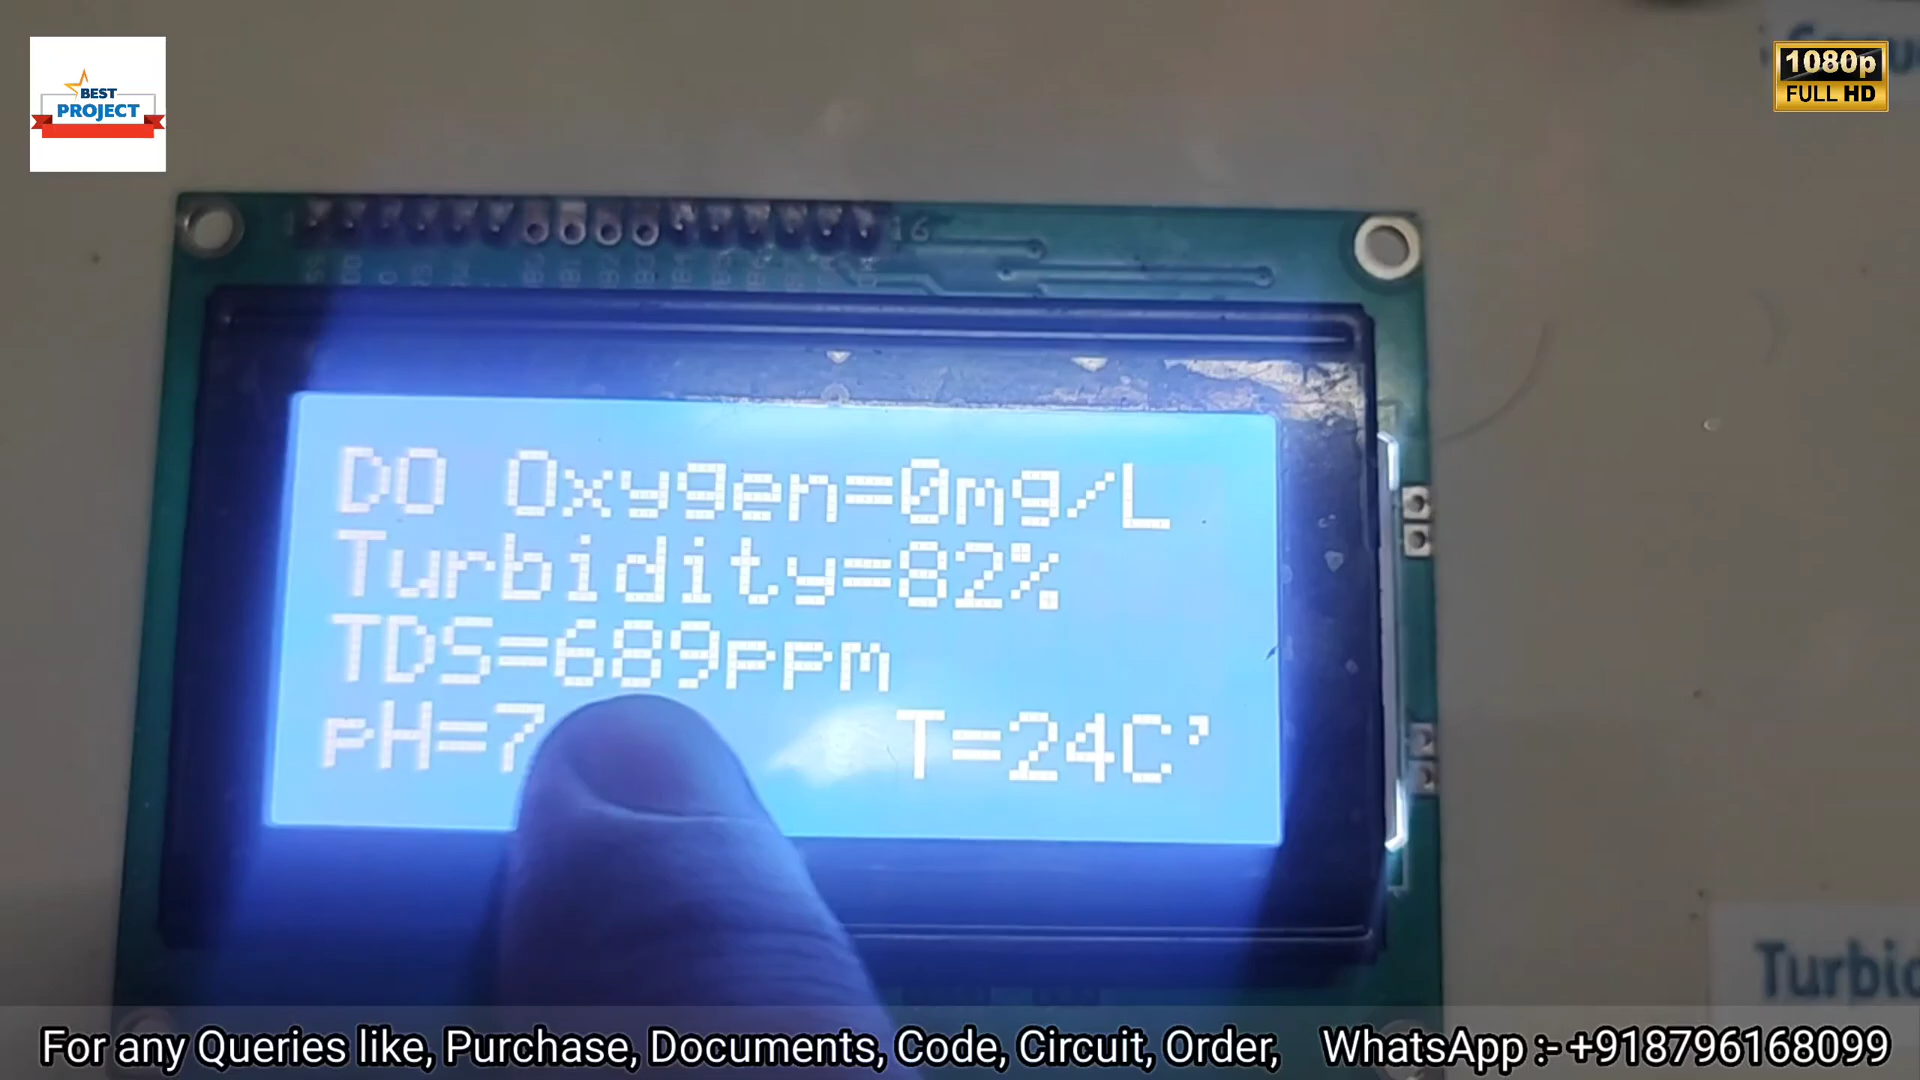 BEST
PROJECT
1080p
FULL HD
16
DO Oxygen=0mg/L
Turbidity=82%
TDS=689ppm
pH=7
T=24C'
For any Queries like, Purchase, Documents, Code, Circuit, Order, WhatsApp :- +918796168099